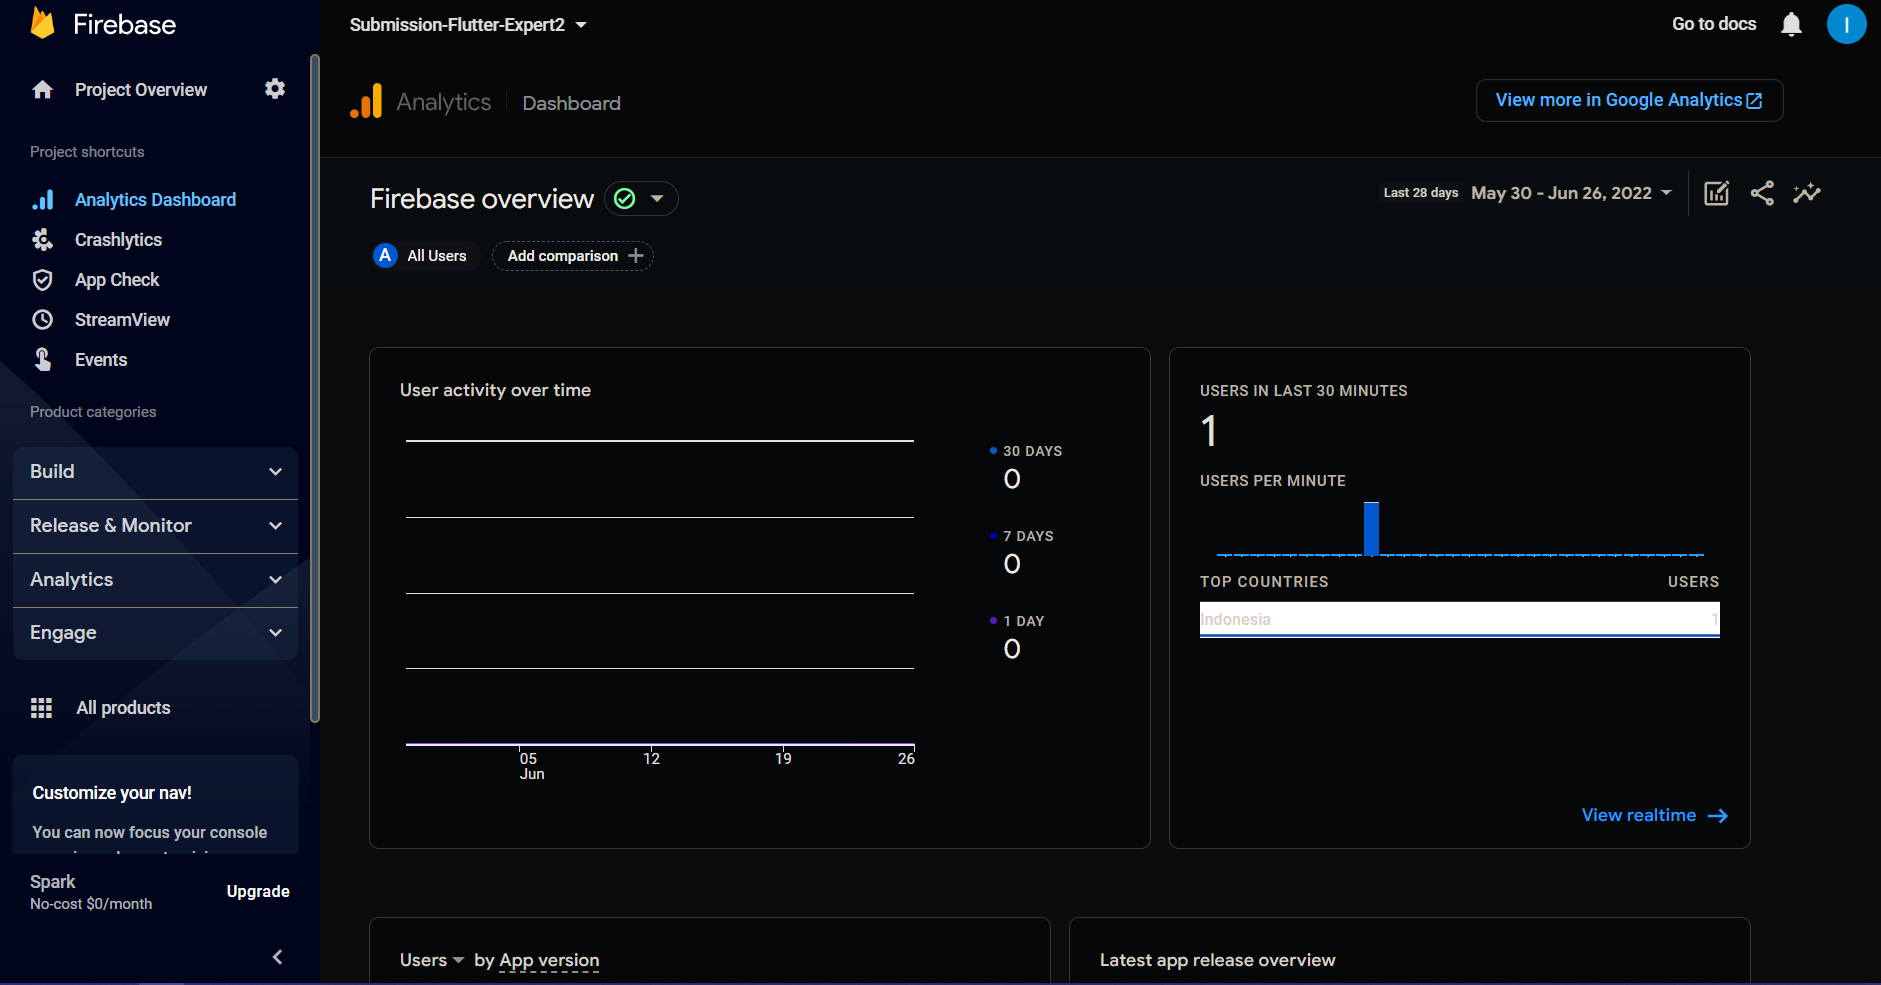 Firebase
Project Overview
Project shortcuts
Analytics Dashboard
Crashlytics
App Check
StreamView
Events
Product categories
Build
Release & Monitor
Analytics
Engage
All products
Customize your nav!
You can now focus your console
Spark
No-cost $0/month
Upgrade
Submission-Flutter-Expert2
Go to docs
I
Analytics
Dashboard
View more in Google Analytics
Firebase overview
Last 28 days May 30 - Jun 26, 2022
A All Users
Add comparison
User activity over time
30 DAYS
0
7 DAYS
0
1 DAY
0
05 12 19 26
Jun
USERS IN LAST 30 MINUTES
1
USERS PER MINUTE
TOP COUNTRIES USERS
Indonesia 1
View realtime
Users by App version
Latest app release overview